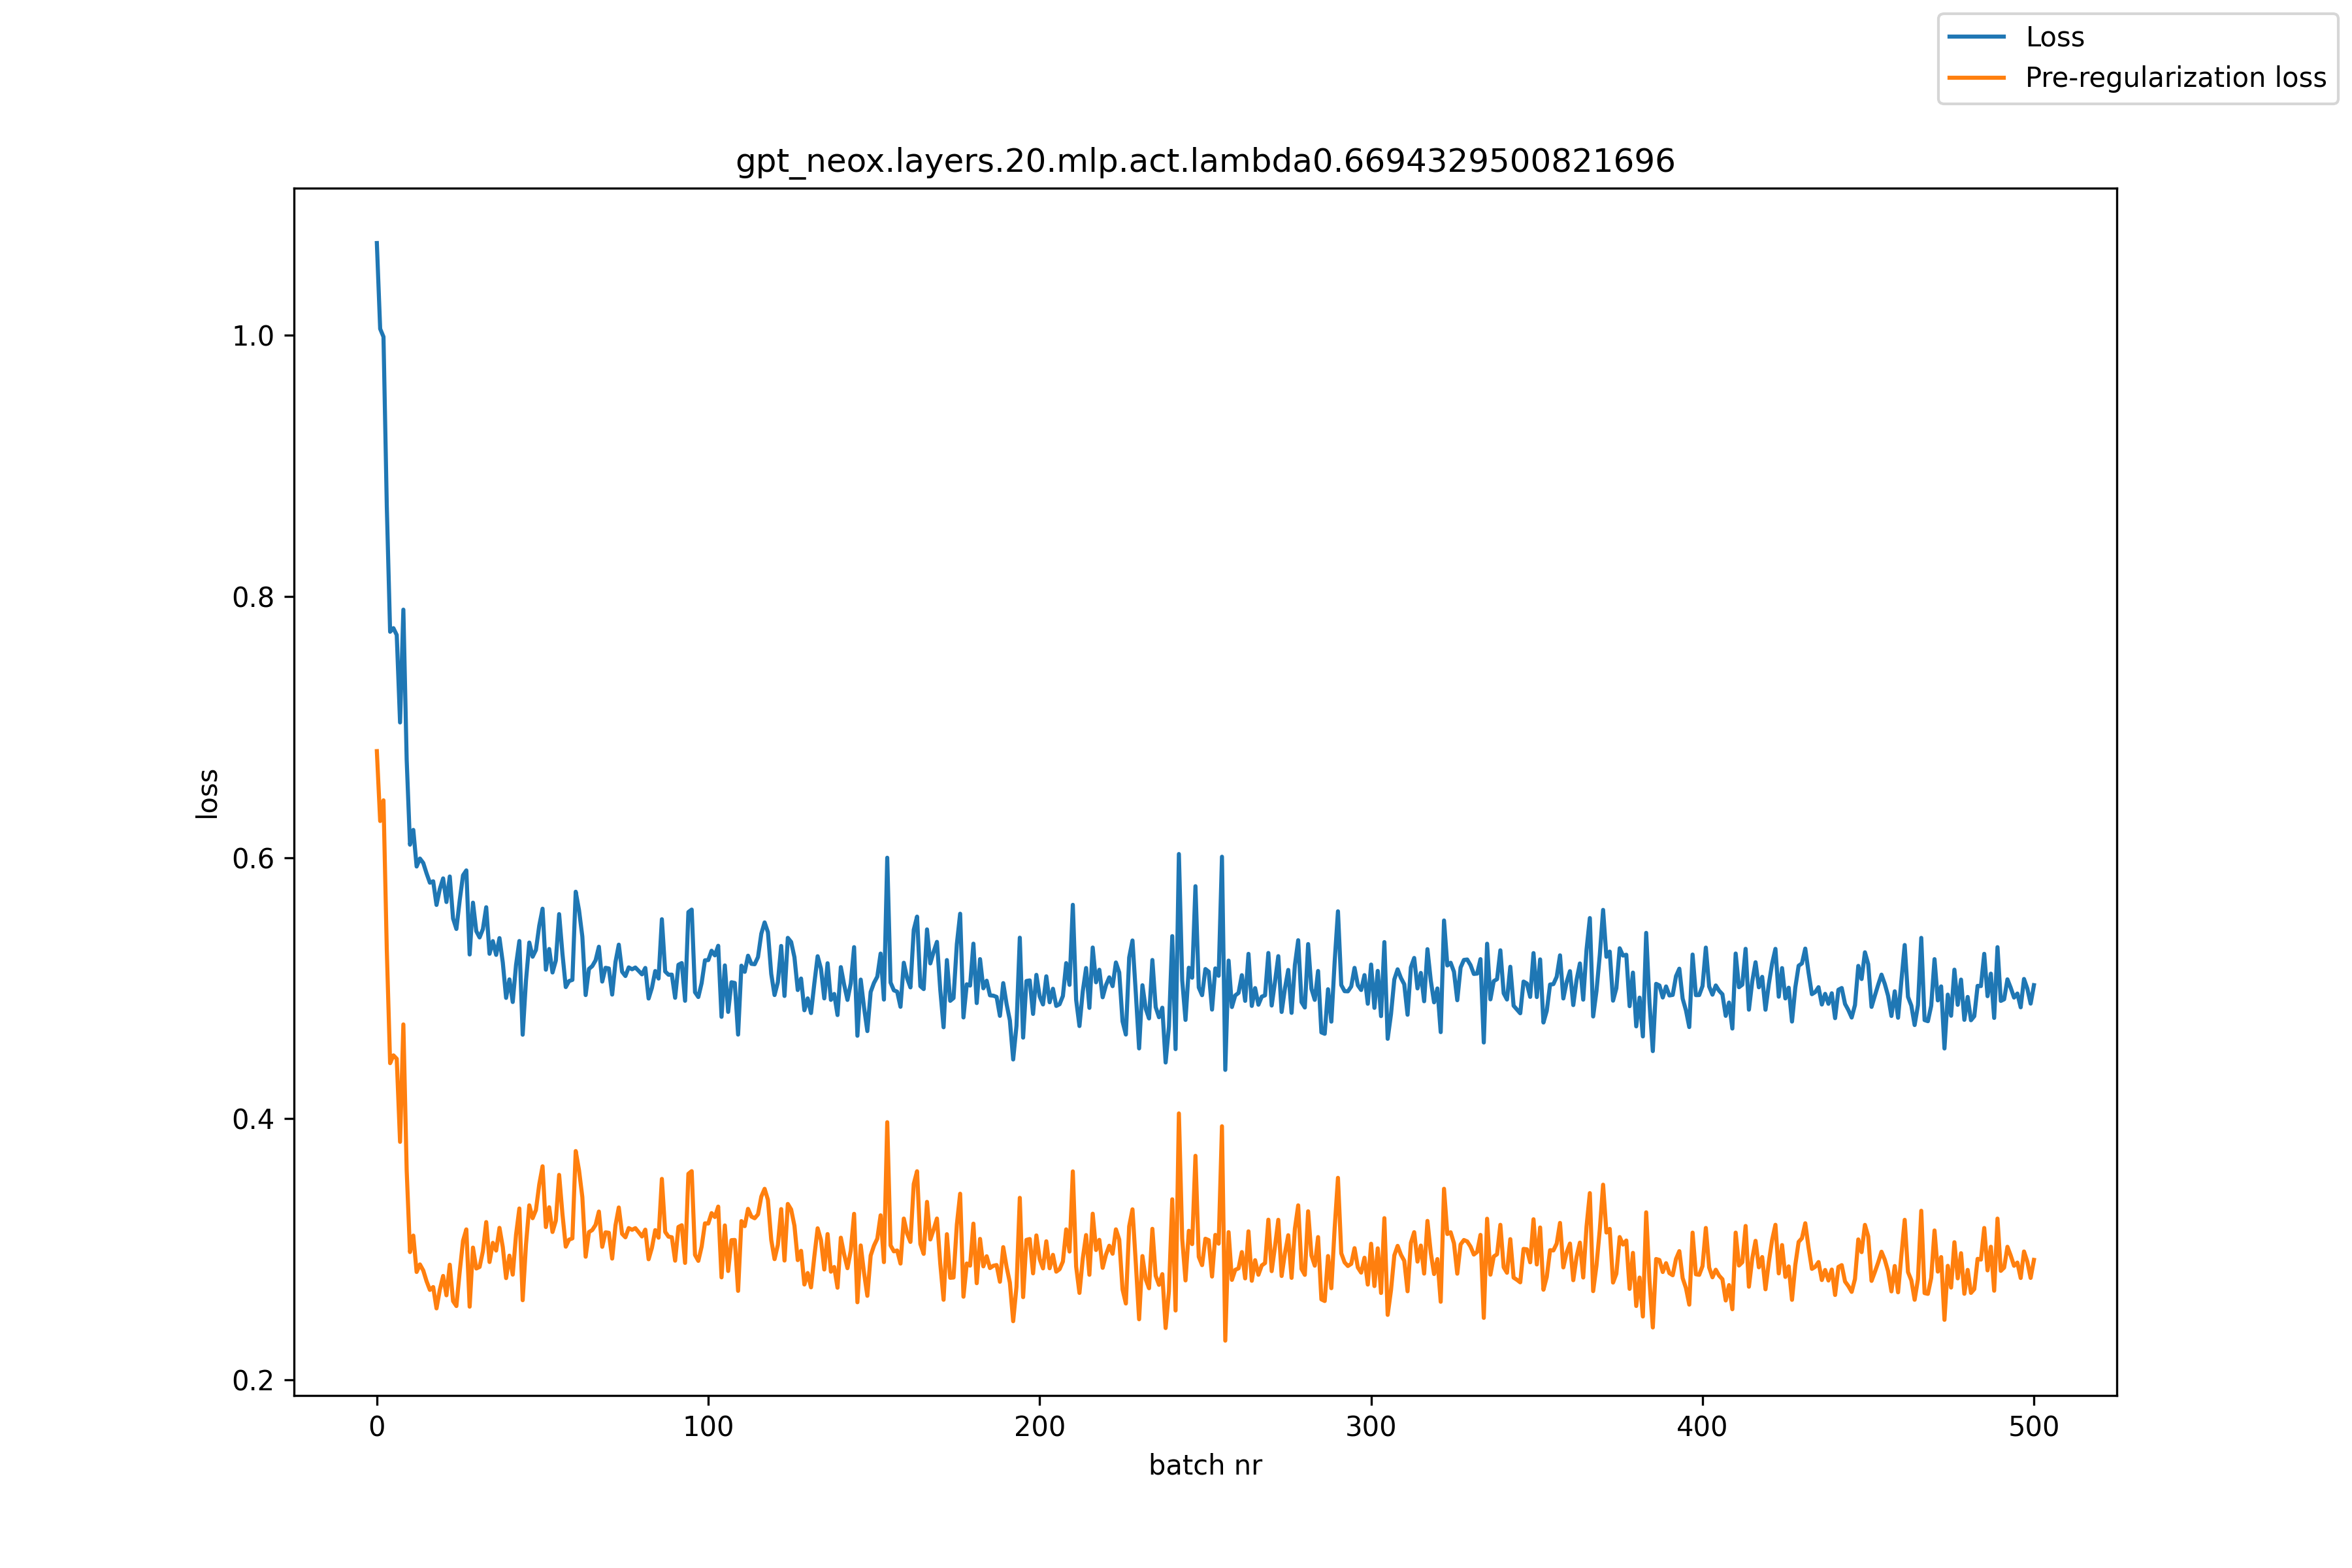 Loss
Pre-regularization loss
gpt_neox.layers.20.mlp.act.lambda0.6694329500821696
1.0
0.8
0.6
0.4
0.2
loss
0 100 200 300 400 500
batch nr